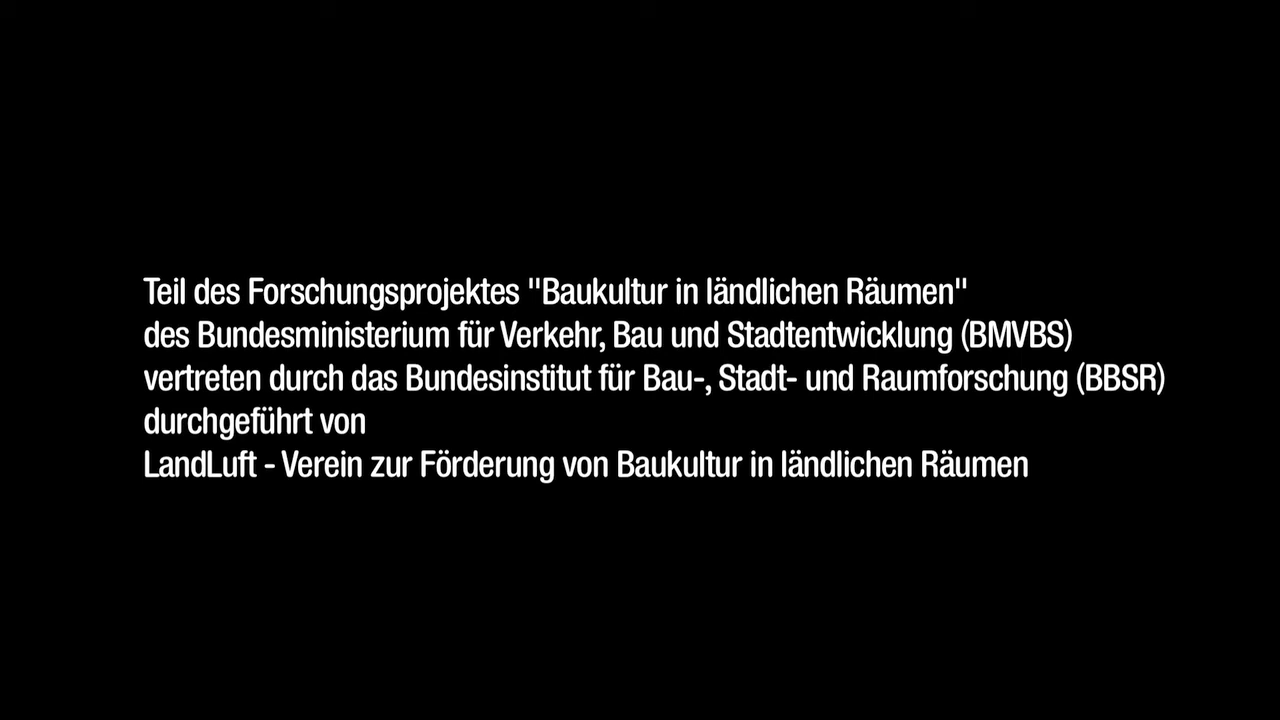 Teil des Forschungsprojektes "Baukultur in ländlichen Räumen"
des Bundesministerium für Verkehr, Bau und Stadtentwicklung (BMVBS)
vertreten durch das Bundesinstitut für Bau-, Stadt- und Raumforschung (BBSR)
durchgeführt von
LandLuft - Verein zur Förderung von Baukultur in ländlichen Räumen